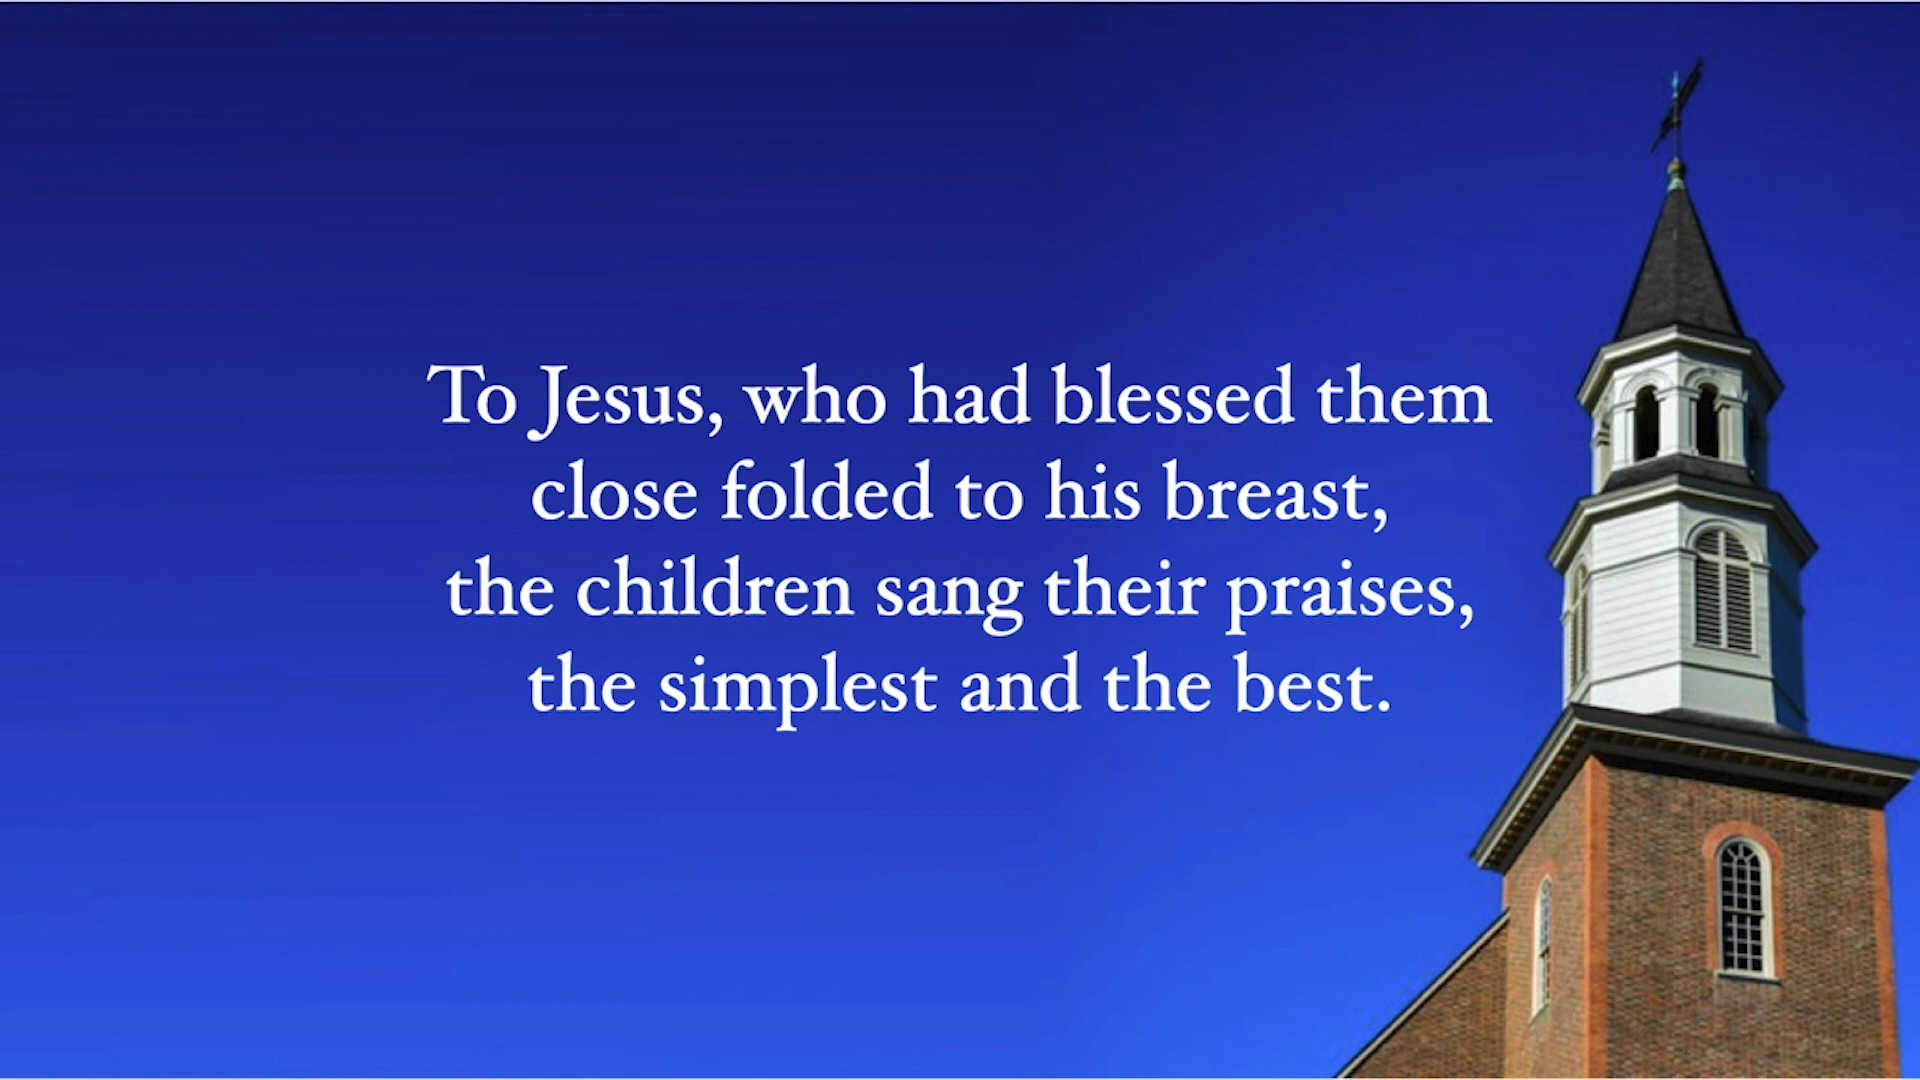 To Jesus, who had blessed them
close folded to his breast,
the children sang their praises,
the simplest and the best.